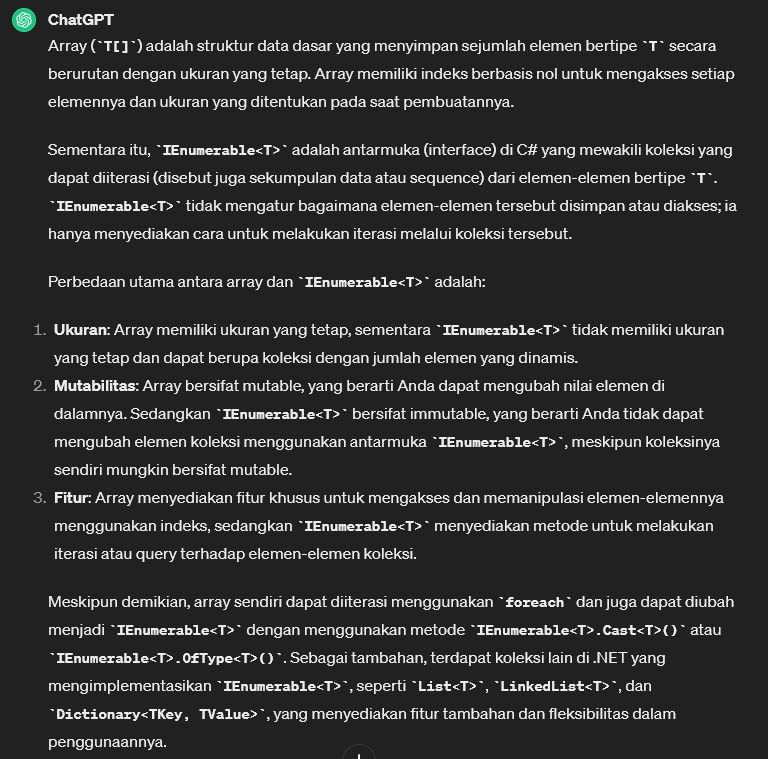 ChatGPT
Array (`T[]`) adalah struktur data dasar yang menyimpan sejumlah elemen bertipe `T` secara
berurutan dengan ukuran yang tetap. Array memiliki indeks berbasis nol untuk mengakses setiap
elemennya dan ukuran yang ditentukan pada saat pembuatannya.
Sementara itu, `IEnumerable<T>` adalah antarmuka (interface) di C# yang mewakili koleksi yang
dapat diiterasi (disebut juga sekumpulan data atau sequence) dari elemen-elemen bertipe `T`.
`IEnumerable<T>` tidak mengatur bagaimana elemen-elemen tersebut disimpan atau diakses; ia
hanya menyediakan cara untuk melakukan iterasi melalui koleksi tersebut.
Perbedaan utama antara array dan `IEnumerable<T>` adalah:
1. Ukuran: Array memiliki ukuran yang tetap, sementara `IEnumerable<T>` tidak memiliki ukuran
yang tetap dan dapat berupa koleksi dengan jumlah elemen yang dinamis.
2. Mutabilitas: Array bersifat mutable, yang berarti Anda dapat mengubah nilai elemen di
dalamnya. Sedangkan `IEnumerable<T>` bersifat immutable, yang berarti Anda tidak dapat
mengubah elemen koleksi menggunakan antarmuka `IEnumerable<T>`, meskipun koleksinya
sendiri mungkin bersifat mutable.
3. Fitur: Array menyediakan fitur khusus untuk mengakses dan memanipulasi elemen-elemennya
menggunakan indeks, sedangkan `IEnumerable<T>` menyediakan metode untuk melakukan
iterasi atau query terhadap elemen-elemen koleksi.
Meskipun demikian, array sendiri dapat diiterasi menggunakan `foreach` dan juga dapat diubah
menjadi `IEnumerable<T>` dengan menggunakan metode `IEnumerable<T>.Cast<T>()` atau
`IEnumerable<T>.OfType<T>()`. Sebagai tambahan, terdapat koleksi lain di .NET yang
mengimplementasikan `IEnumerable<T>`, seperti `List<T>`, `LinkedList<T>`, dan
`Dictionary<TKey, TValue>`, yang menyediakan fitur tambahan dan fleksibilitas dalam
penggunaannya.